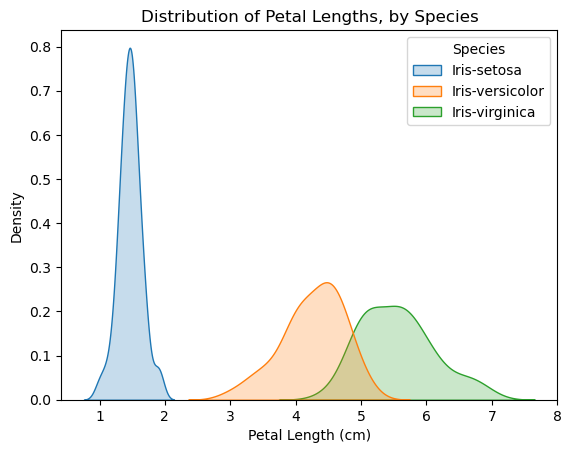 Distribution of Petal Lengths, by Species
Species
Iris-setosa
Iris-versicolor
Iris-virginica
Density
0.8
0.7
0.6
0.5
0.4
0.3
0.2
0.1
0.0
1 2 3 4 5 6 7 8
Petal Length (cm)